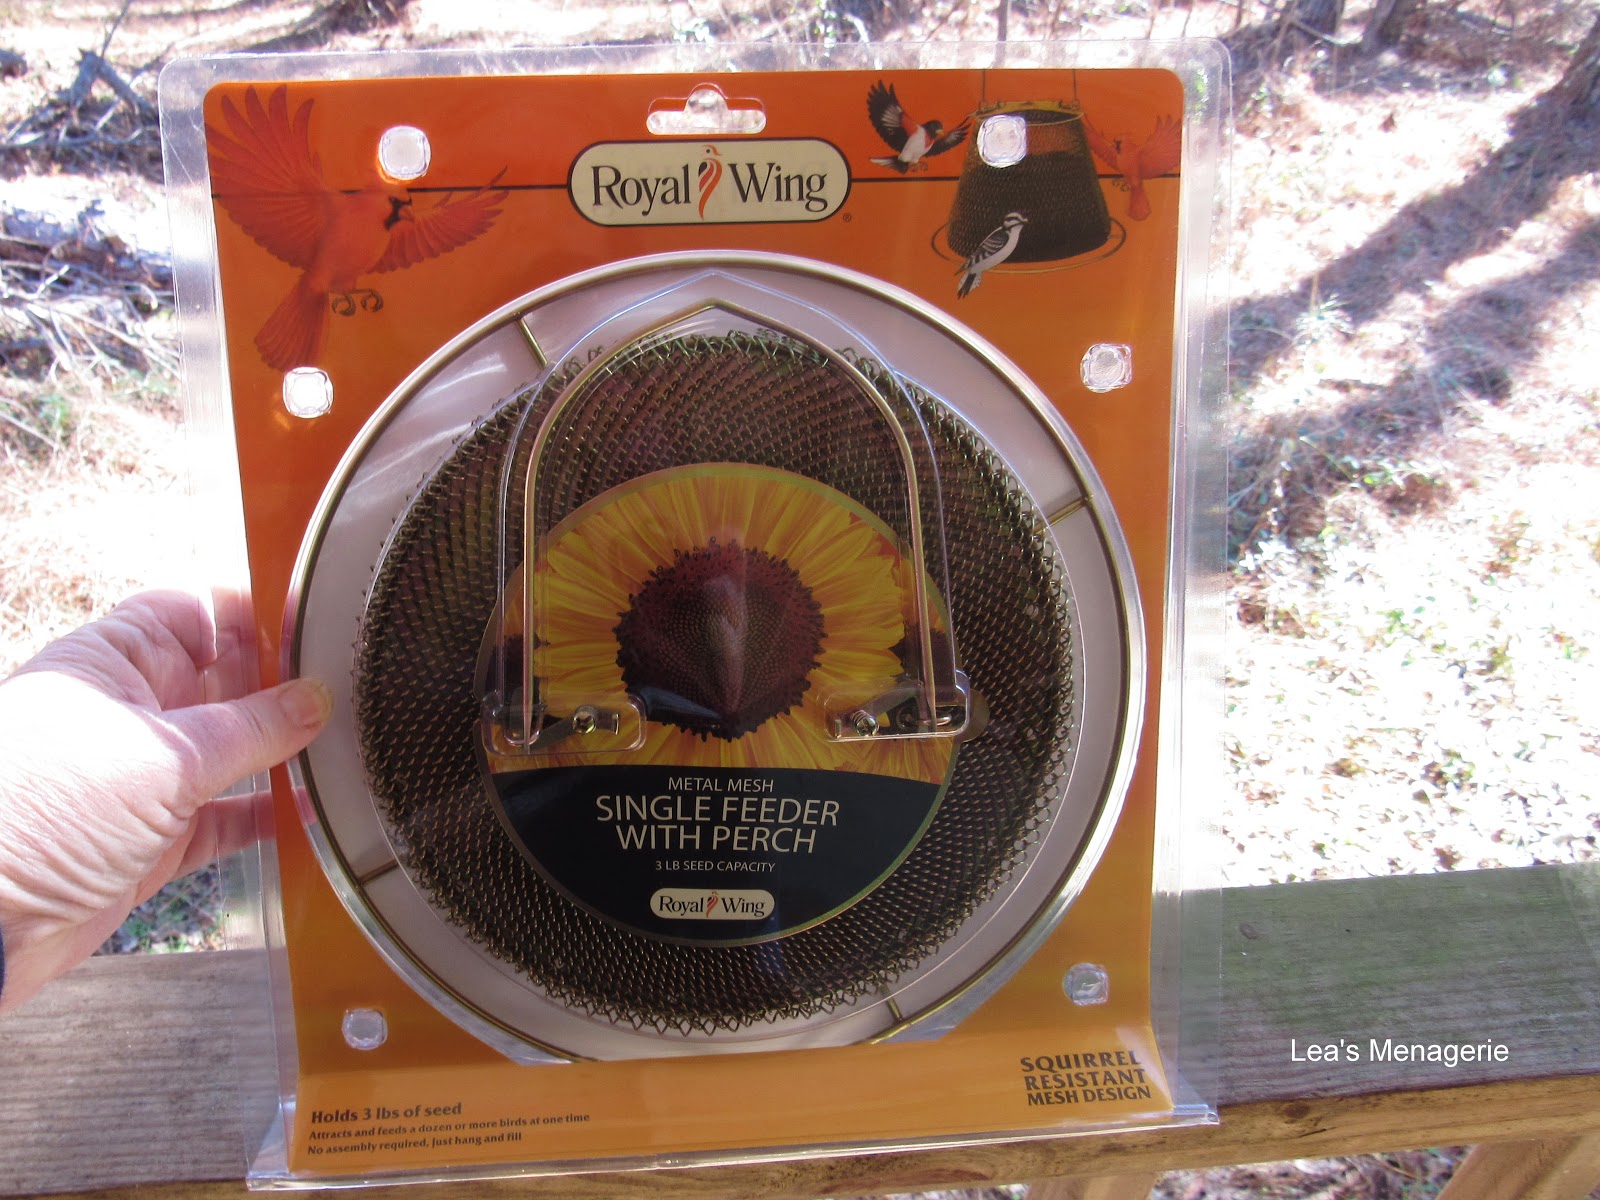 Royal Wing
®
METAL MESH
SINGLE FEEDER
WITH PERCH
3 LB SEED CAPACITY
Royal Wing
Holds 3 lbs of seed
Attracts and feeds a dozen or more birds at one time
No assembly required, just hang and fill
SQUIRREL
RESISTANT
MESH DESIGN
Lea's Menagerie